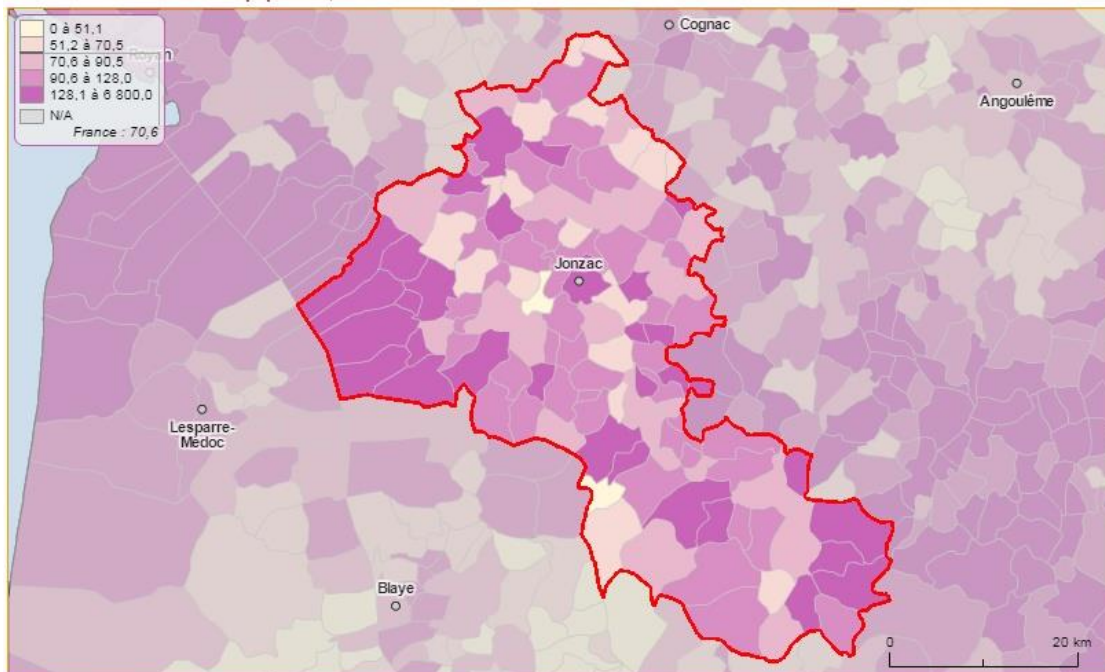 0 à 51,1
51,2 à 70,5
70,6 à 90,5
90,6 à 128,0
128,1 à 6 800,0
N/A
France : 70,6
Royan
Cognac
Angoulême
Jonzac
Lesparre-
Médoc
Blaye
0 20 km